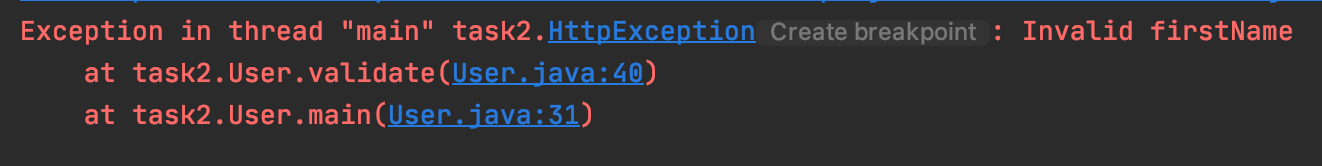 Exception in thread "main" task2.HttpException Create breakpoint : Invalid firstName
at task2.User.validate(User.java:40)
at task2.User.main(User.java:31)